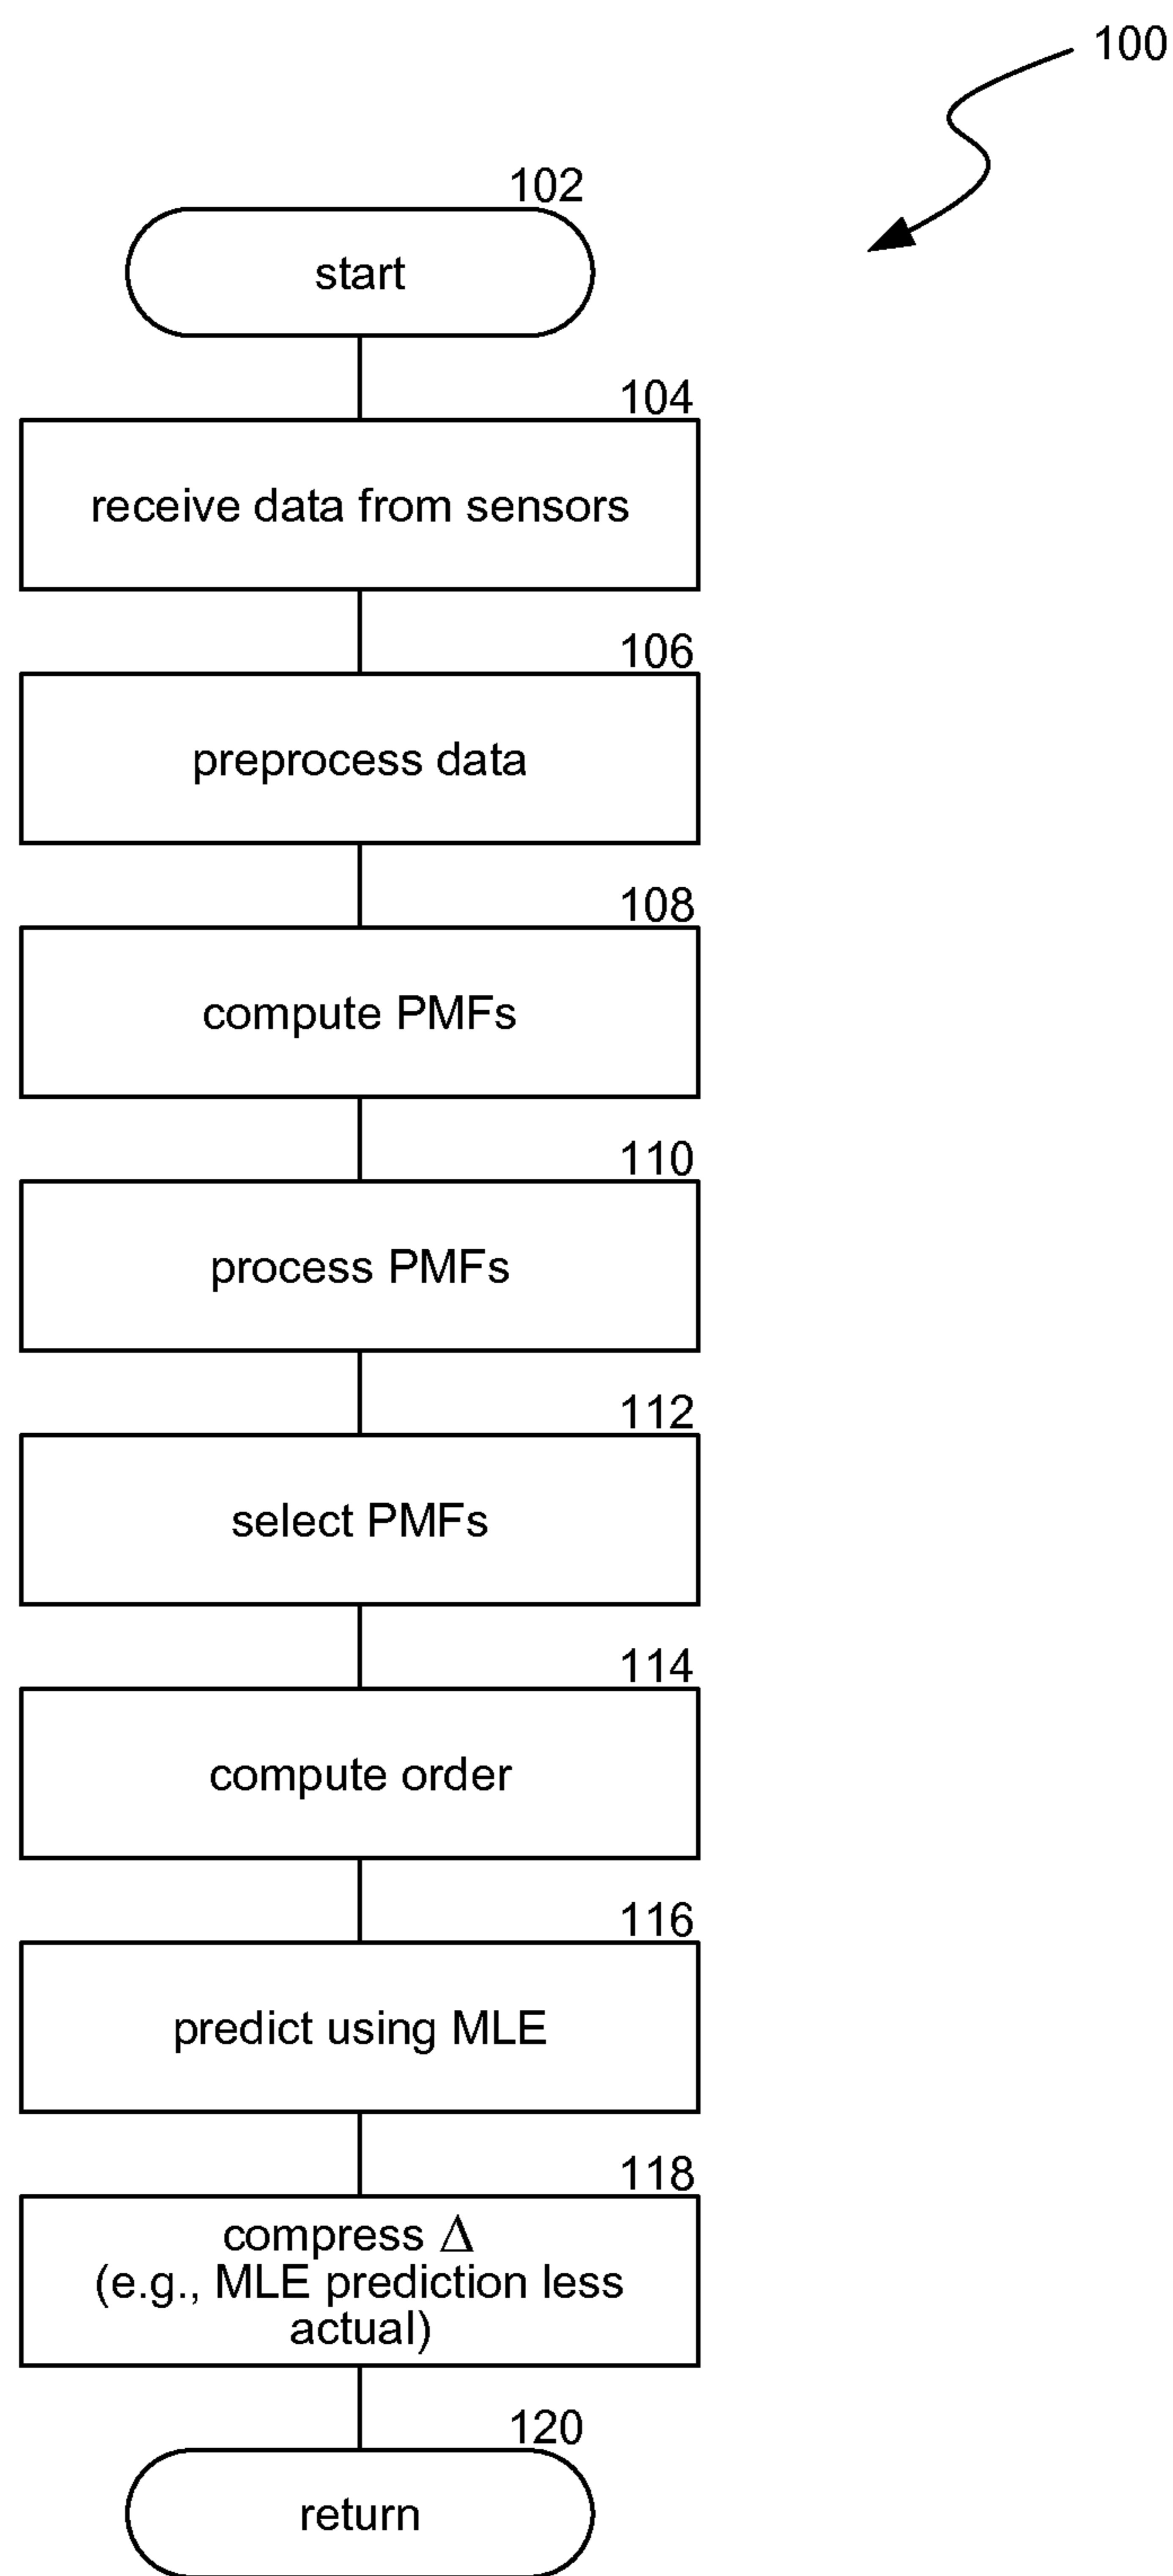 100
102
start
104
receive data from sensors
106
preprocess data
108
compute PMFs
110
process PMFs
112
select PMFs
114
compute order
116
predict using MLE
118
compress Δ
(e.g., MLE prediction less
actual)
120
return